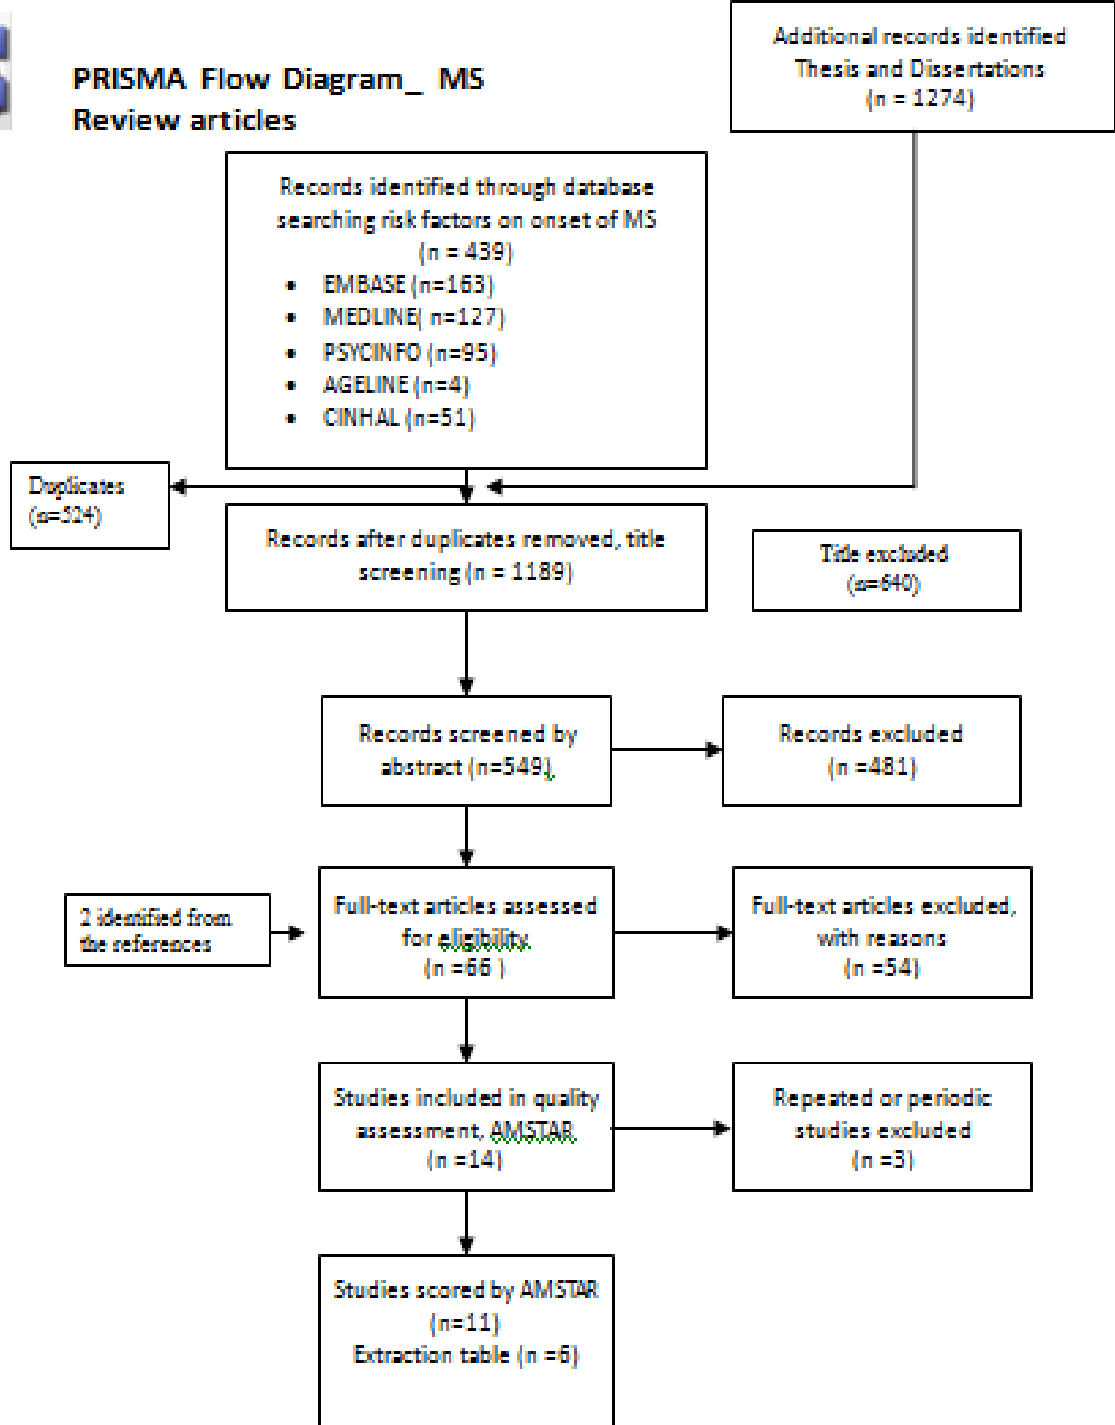 PRISMA Flow Diagram_ MS
Review articles
Additional records identified
Thesis and Dissertations
(n = 1274)
Records identified through database
searching risk factors on onset of MS
(n = 439)
• EMBASE (n=163)
• MEDLINE( n=127)
• PSYCINFO (n=95)
• AGELINE (n=4)
• CINHAL (n=51)
Duplicates
(n=524)
Records after duplicates removed, title
screening (n = 1189)
Title excluded
(n=640)
Records screened by
abstract (n=549)
Records excluded
(n =481)
2 identified from
the references
Full-text articles assessed
for eligibility
(n =66 )
Full-text articles excluded,
with reasons
(n =54)
Studies included in quality
assessment, AMSTAR
(n =14)
Repeated or periodic
studies excluded
(n =3)
Studies scored by AMSTAR
(n=11)
Extraction table (n =6)